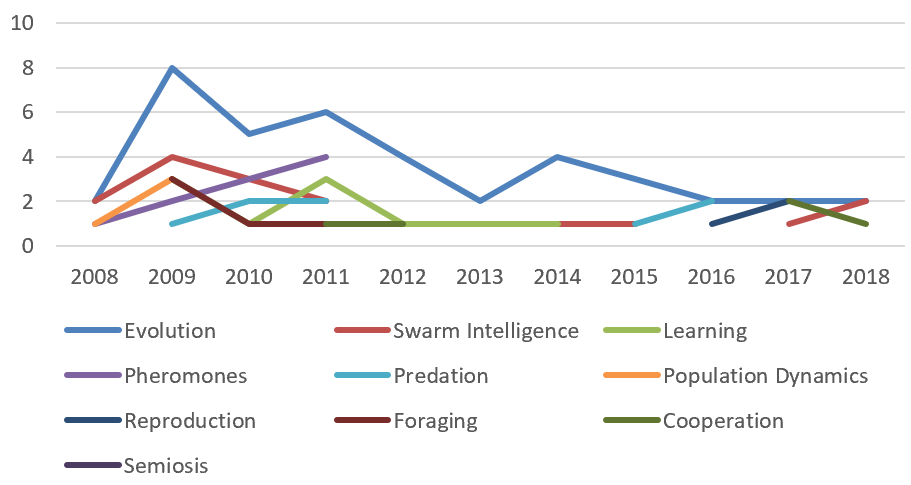 10
8
6
4
2
0
2008 2009 2010 2011 2012 2013 2014 2015 2016 2017 2018
Evolution Swarm Intelligence Learning
Pheromones Predation Population Dynamics
Reproduction Foraging Cooperation
Semiosis